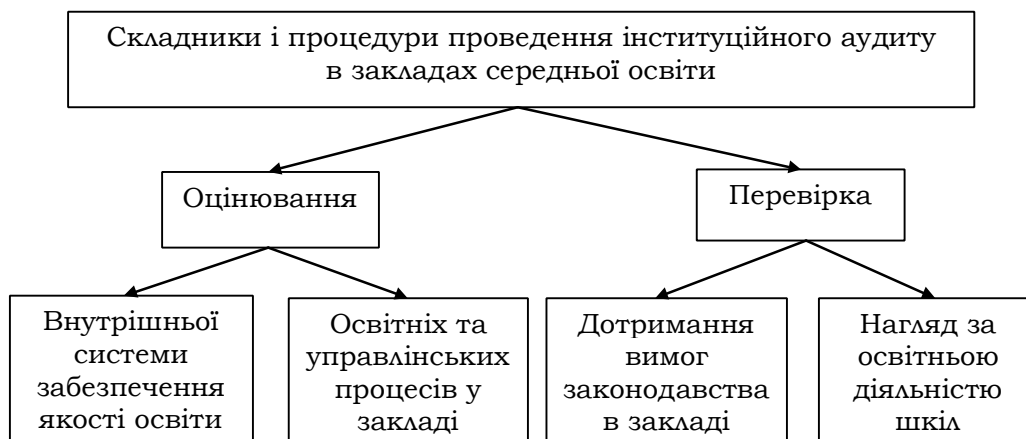 Складники і процедури проведення інституційного аудиту
в закладах середньої освіти
Оцінювання
Перевірка
Внутрішньої
системи
забезпечення
якості освіти
Освітніх та
управлінських
процесів у
закладі
Дотримання
вимог
законодавства
в закладі
Нагляд за
освітньою
діяльністю
шкіл